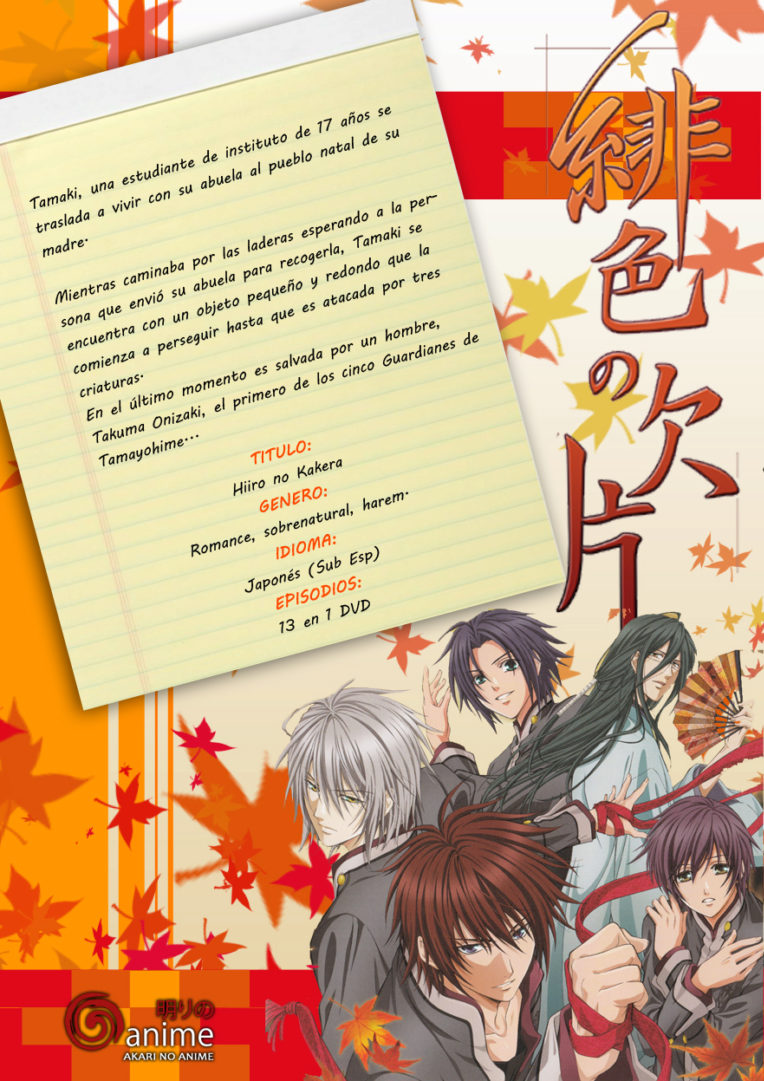 Tamaki, una estudiante de instituto de 17 años se
traslada a vivir con su abuela al pueblo natal de su
madre.
Mientras caminaba por las laderas esperando a la per-
sona que envió su abuela para recogerla, Tamaki se
encuentra con un objeto pequeño y redondo que la
comienza a perseguir hasta que es atacada por tres
criaturas.
En el último momento es salvada por un hombre,
Takuma Onizaki, el primero de los cinco Guardianes de
Tamayohime...
TITULO:
Hiiro no Kakera
GENERO:
Romance, sobrenatural, harem.
IDIOMA:
Japonés (Sub Esp)
EPISODIOS:
13 en 1 DVD
緋色の欠片
明りの
anime
AKARI NO ANIME